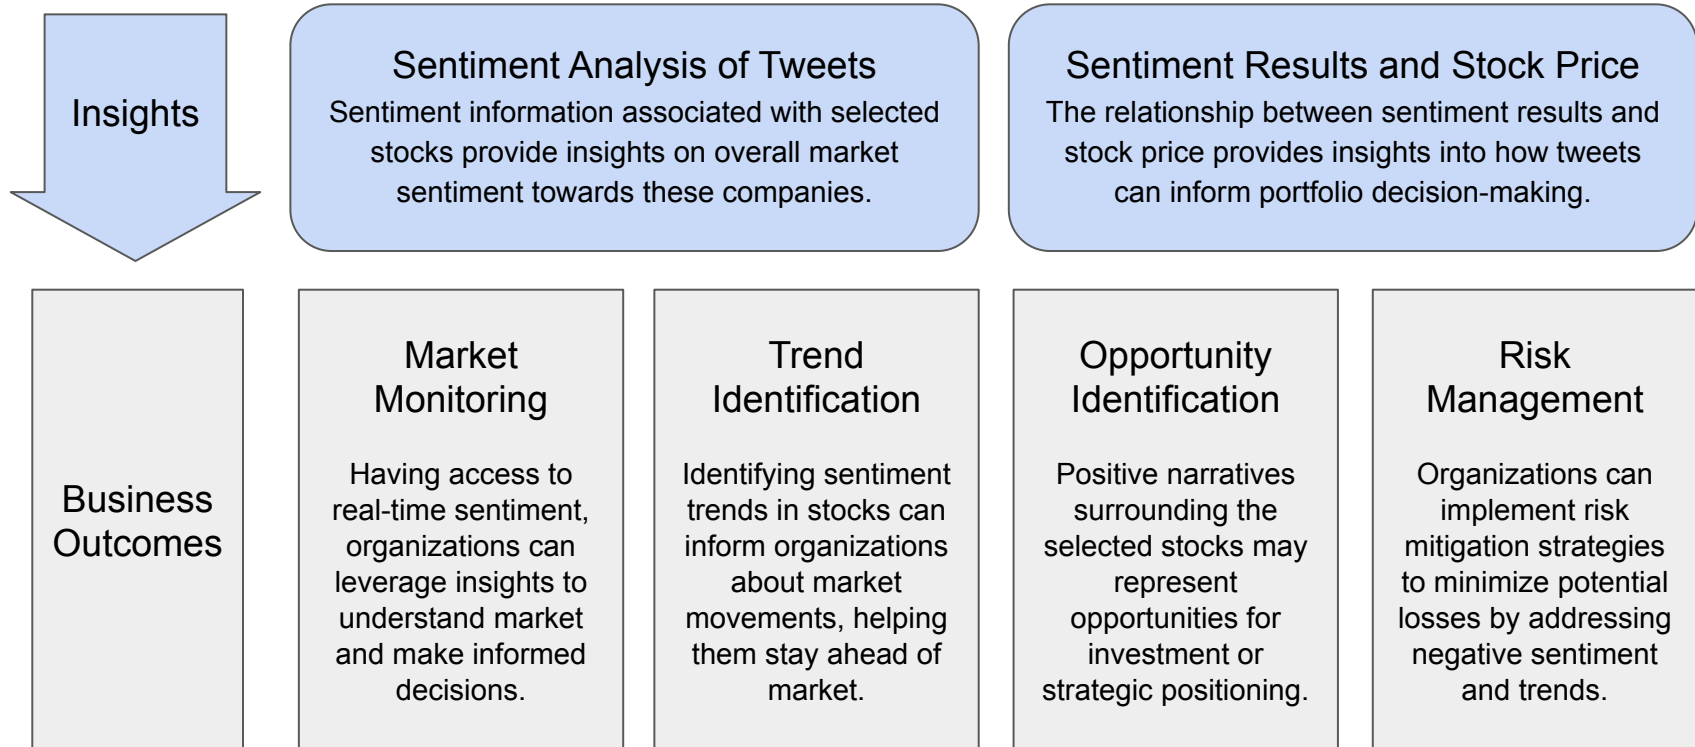 Insights
Sentiment Analysis of Tweets
Sentiment information associated with selected
stocks provide insights on overall market
sentiment towards these companies.
Sentiment Results and Stock Price
The relationship between sentiment results and
stock price provides insights into how tweets
can inform portfolio decision-making.
Business
Outcomes
Market
Monitoring
Having access to
real-time sentiment,
organizations can
leverage insights to
understand market
and make informed
decisions.
Trend
Identification
Identifying sentiment
trends in stocks can
inform organizations
about market
movements, helping
them stay ahead of
market.
Opportunity
Identification
Positive narratives
surrounding the
selected stocks may
represent
opportunities for
investment or
strategic positioning.
Risk
Management
Organizations can
implement risk
mitigation strategies
to minimize potential
losses by addressing
negative sentiment
and trends.